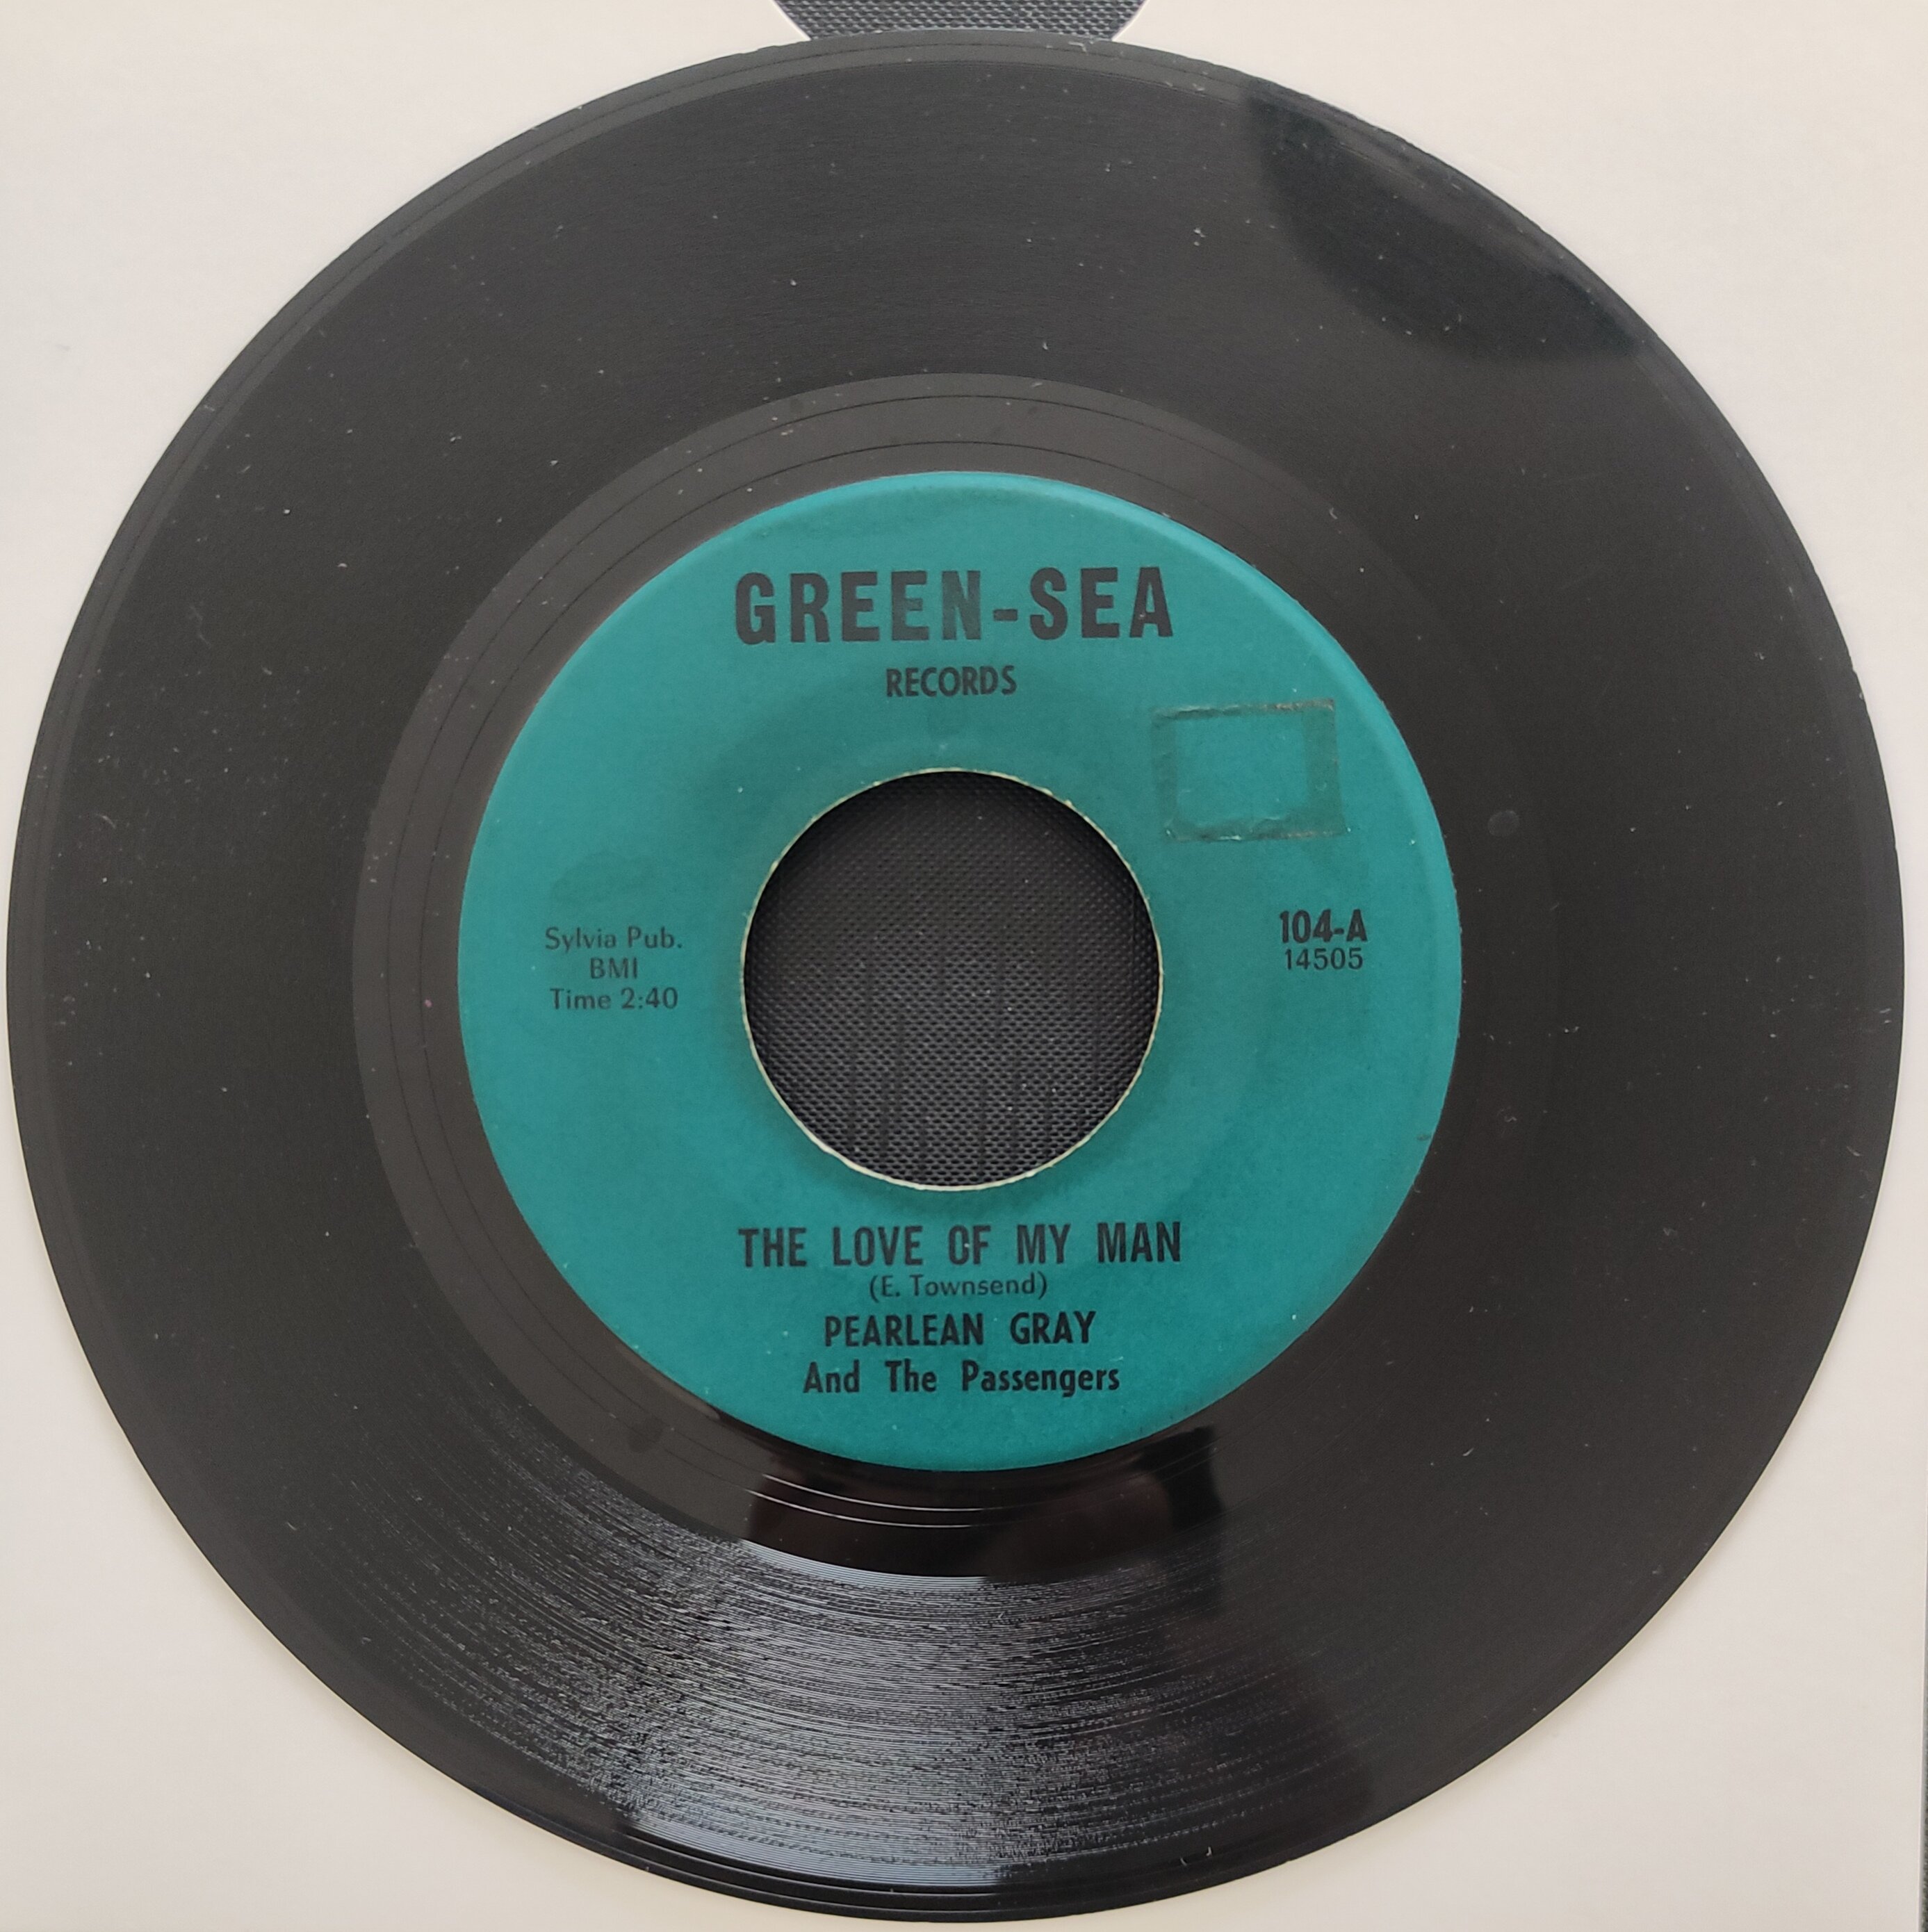 GREEN-SEA
RECORDS
Sylvia Pub.
BMI
Time 2:40
104-A
14505
THE LOVE OF MY MAN
(E. Townsend)
PEARLEAN GRAY
And The Passengers